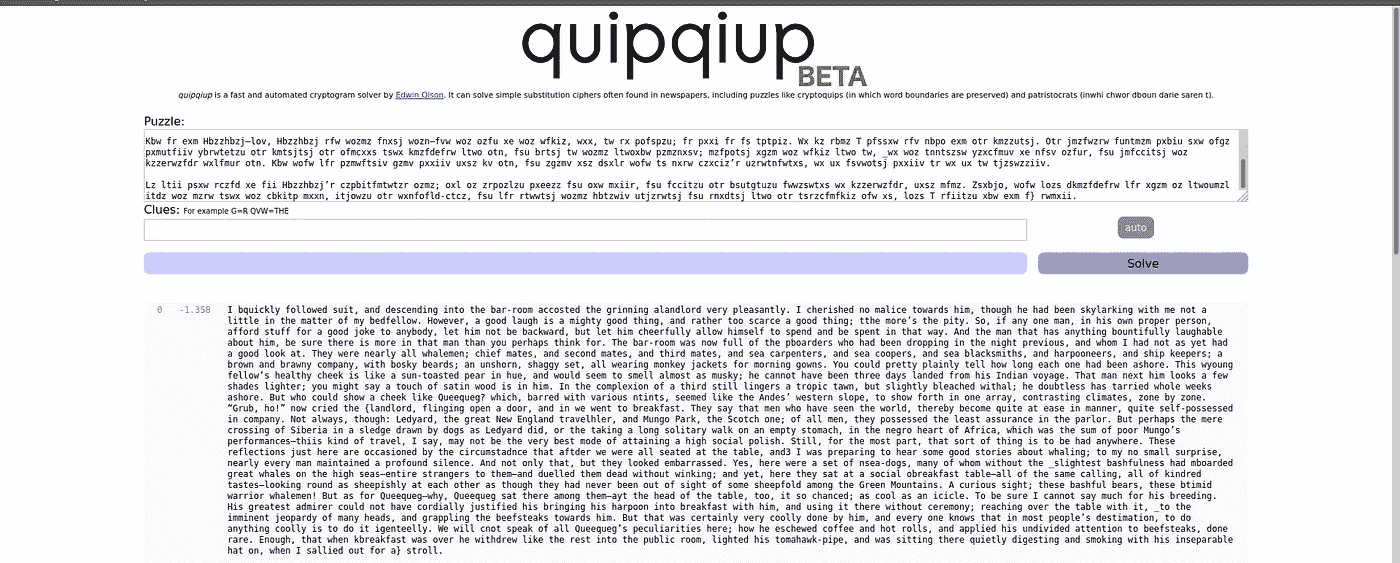 quipqiup
BETA
quipqiup is a fast and automated cryptogram solver by Edwin Olson. It can solve simple substitution ciphers often found in newspapers, including puzzles like cryptoquips (in which word boundaries are preserved) and patristocrats (inwhi chwor dboun darie saren t).
Puzzle:
Kbw fr exm Hbzzhbzj—lov, Hbzzhbzj rfw wozmz fnxsj wozn—fvw woz ozfu xe woz wfkiz, wxx, tw rx pofspzu; fr pxxi fr fs tptpiz. Wx kz rbmz T pfssxw rfv nbpo exm otr kmzzutsj. Otr jmzfwzrw funtmzm pxbiu sxw ofgz
pxmutfiiv ybrwtetzu otr kmtsjtsj otr ofmcxxs tswx kmzfdefrw ltwo otn, fsu brtsj tw wozmz ltwoxbw pzmznxsv; mzfpotsj xgzm woz wfkiz ltwo tw, _wx woz tnntszsw yzxcfmuv xe nfsv ozfur, fsu jmfccitsj woz
kzzerwzfdr wxlfmur otn. Kbw wofw lfr pzmwftsiv gzmv pxxiiv uxsz kv otn, fsu zgzmv xsz dsxlr wofw ts nxrw czxciz'r uzrwtnfwtxs, wx ux fsvwotsj pxxiiv tr wx ux tw tjzswzziiv.
Lz ltii psxw rczfd xe fii Hbzzhbzj'r czpbitfmtwtzr ozmz; oxl oz zrpozlzu pxeezz fsu oxw mxiir, fsu fccitzu otr bsutgtuzu fwwzswtxs wx kzzerwzfdr, uxsz mfmz. Zsxbjo, wofw lozs dkmzfdefrw lfr xgzm oz ltwoumzl
itdz woz mzrw tswx woz cbkitp mxxn, itjowzu otr wxnfofld-ctcz, fsu lfr rtwwtsj wozmz hbtzwiv utjzrwtsj fsu rnxdtsj ltwo otr tsrzcfmfkiz ofw xs, lozs T rfiitzu xbw exm f} rwmxii.
Clues: For example G=R QVW=THE
auto
Solve
0 -1.358 I bquickly followed suit, and descending into the bar-room accosted the grinning alandlord very pleasantly. I cherished no malice towards him, though he had been skylarking with me not a
little in the matter of my bedfellow. However, a good laugh is a mighty good thing, and rather too scarce a good thing; tthe more's the pity. So, if any one man, in his own proper person,
afford stuff for a good joke to anybody, let him not be backward, but let him cheerfully allow himself to spend and be spent in that way. And the man that has anything bountifully laughable
about him, be sure there is more in that man than you perhaps think for. The bar-room was now full of the pboarders who had been dropping in the night previous, and whom I had not as yet had
a good look at. They were nearly all whalemen; chief mates, and second mates, and third mates, and sea carpenters, and sea coopers, and sea blacksmiths, and harpooneers, and ship keepers; a
brown and brawny company, with bosky beards; an unshorn, shaggy set, all wearing monkey jackets for morning gowns. You could pretty plainly tell how long each one had been ashore. This wyoung
fellow's healthy cheek is like a sun-toasted pear in hue, and would seem to smell almost as musky; he cannot have been three days landed from his Indian voyage. That man next him looks a few
shades lighter; you might say a touch of satin wood is in him. In the complexion of a third still lingers a tropic tawn, but slightly bleached withal; he doubtless has tarried whole weeks
ashore. But who could show a cheek like Queequeg? which, barred with various ntints, seemed like the Andes' western slope, to show forth in one array, contrasting climates, zone by zone.
“Grub, ho!” now cried the {landlord, flinging open a door, and in we went to breakfast. They say that men who have seen the world, thereby become quite at ease in manner, quite self-possessed
in company. Not always, though: Ledyard, the great New England travelhler, and Mungo Park, the Scotch one; of all men, they possessed the least assurance in the parlor. But perhaps the mere
crossing of Siberia in a sledge drawn by dogs as Ledyard did, or the taking a long solitary walk on an empty stomach, in the negro heart of Africa, which was the sum of poor Mungo's
performances—thiis kind of travel, I say, may not be the very best mode of attaining a high social polish. Still, for the most part, that sort of thing is to be had anywhere. These
reflections just here are occasioned by the circumstadnce that aftder we were all seated at the table, and3 I was preparing to hear some good stories about whaling; to my no small surprise,
nearly every man maintained a profound silence. And not only that, but they looked embarrassed. Yes, here were a set of nsea-dogs, many of whom without the _slightest bashfulness had mboarded
great whales on the high seas—entire strangers to them—and duelled them dead without winking; and yet, here they sat at a social obreakfast table—all of the same calling, all of kindred
tastes—looking round as sheepishly at each other as though they had never been out of sight of some sheepfold among the Green Mountains. A curious sight; these bashful bears, these btimid
warrior whalemen! But as for Queequeg—why, Queequeg sat there among them—ayt the head of the table, too, it so chanced; as cool as an icicle. To be sure I cannot say much for his breeding.
His greatest admirer could not have cordially justified his bringing his harpoon into breakfast with him, and using it there without ceremony; reaching over the table with it, _to the
imminent jeopardy of many heads, and grappling the beefsteaks towards him. But that was certainly very coolly done by him, and every one knows that in most people's destination, to do
anything coolly is to do it igenteelly. We will cnot speak of all Queequeg's peculiarities here; how he eschewed coffee and hot rolls, and applied his undivided attention to beefsteaks, done
rare. Enough, that when kbreakfast was over he withdrew like the rest into the public room, lighted his tomahawk-pipe, and was sitting there quietly digesting and smoking with his inseparable
hat on, when I sallied out for a} stroll.